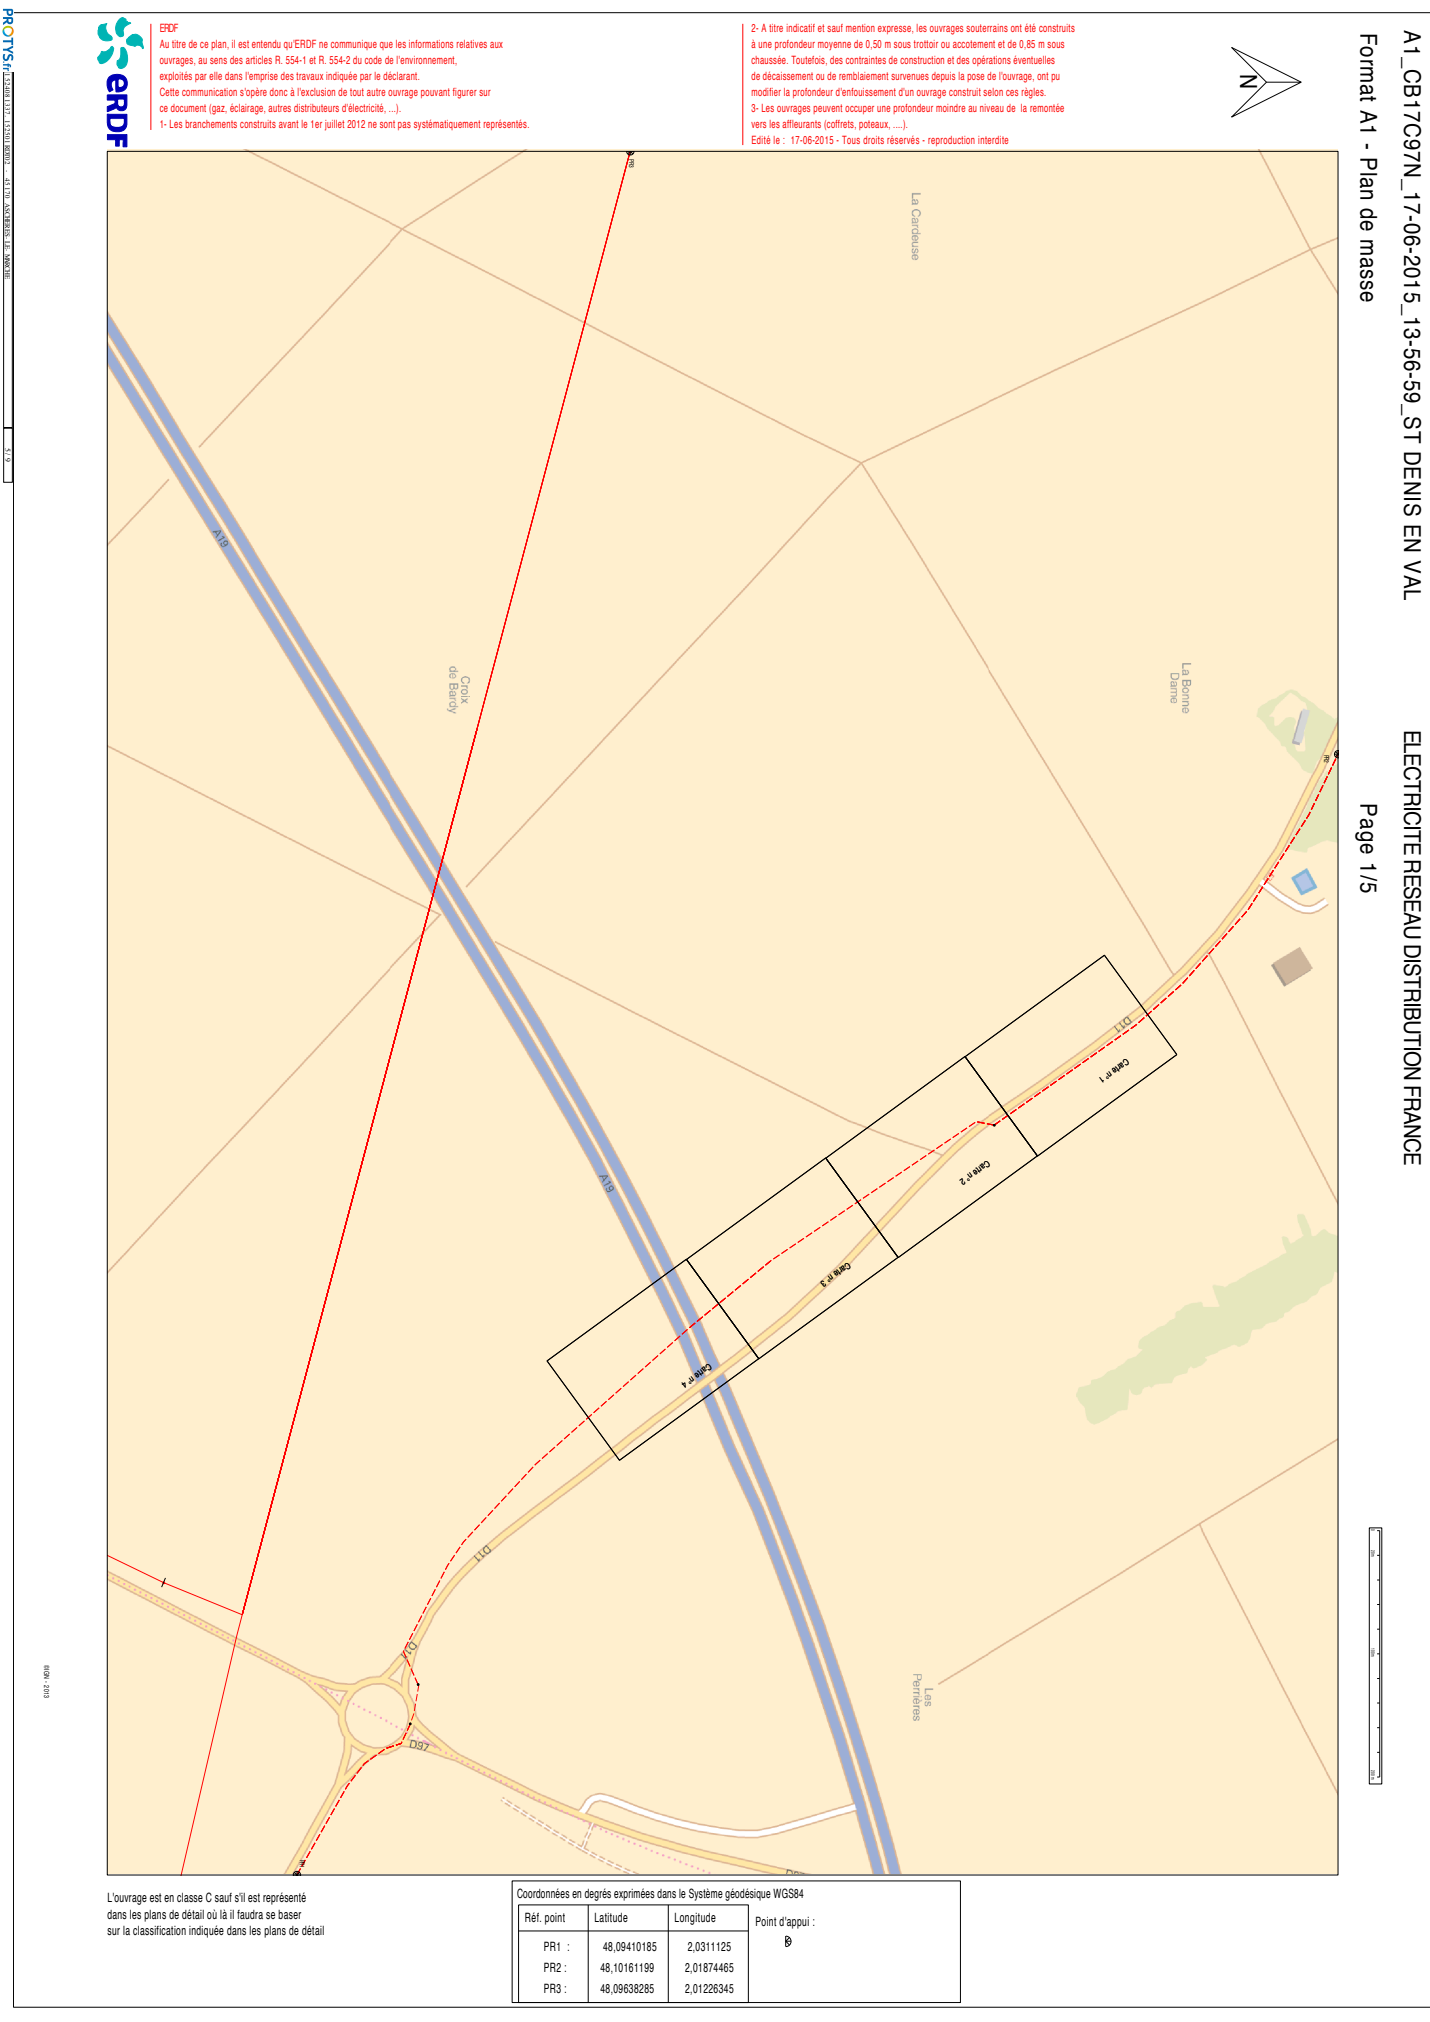 A1_CB17C97N_17-06-2015_13-56-59_ST DENIS EN VAL
ELECTRICITE RESEAU DISTRIBUTION FRANCE
Format A1 - Plan de masse
Page 1/5
PROTYS.fr
5 / 9
eRDF
ERDF
Au titre de ce plan, il est entendu qu'ERDF ne communique que les informations relatives aux
ouvrages, au sens des articles R. 554-1 et R. 554-2 du code de l'environnement,
exploités par elle dans l'emprise des travaux indiquée par le déclarant.
Cette communication s'opère donc à l'exclusion de tout autre ouvrage pouvant figurer sur
ce document (gaz, éclairage, autres distributeurs d'électricité, ...).
1- Les branchements construits avant le 1er juillet 2012 ne sont pas systématiquement représentés.
2- A titre indicatif et sauf mention expresse, les ouvrages souterrains ont été construits
à une profondeur moyenne de 0,50 m sous trottoir ou accotement et de 0,85 m sous
chaussée. Toutefois, des contraintes de construction et des opérations éventuelles
de décaissement ou de remblaiement survenues depuis la pose de l'ouvrage, ont pu
modifier la profondeur d'enfouissement d'un ouvrage construit selon ces règles.
3- Les ouvrages peuvent occuper une profondeur moindre au niveau de la remontée
vers les affleurants (coffrets, poteaux, ....).
Edité le : 17-06-2015 - Tous droits réservés - reproduction interdite
N
La Cardeuse
A19
Croix
de Bardy
La Bonne
Dame
D11
Carte n° 1
Carte n° 2
A19
Carte n° 3
Carte n° 4
D11
D11
Les
Perrières
D97
©IGN - 2013
L'ouvrage est en classe C sauf s'il est représenté
dans les plans de détail où là il faudra se baser
sur la classification indiquée dans les plans de détail
Coordonnées en degrés exprimées dans le Système géodésique WGS84
Réf. point Latitude Longitude
Point d'appui :
PR1 : 48,09410185 2,0311125
PR2 : 48,10161199 2,01874465
PR3 : 48,09638285 2,01226345